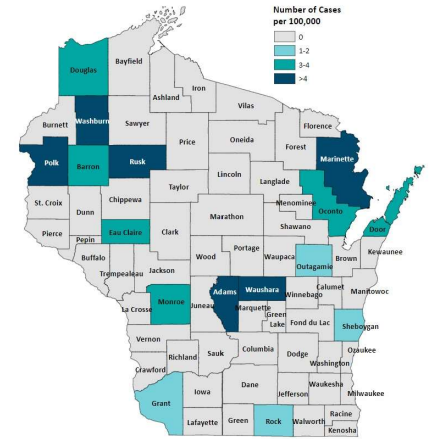 Number of Cases
per 100,000
0
1-2
3-4
>4
Douglas
Bayfield
Ashland
Iron
Vilas
Burnett
Washburn
Sawyer
Price
Oneida
Forest
Florence
Marinette
Polk
Barron
Rusk
Lincoln
Langlade
Taylor
Menominee
Oconto
Door
St. Croix
Dunn
Chippewa
Marathon
Shawano
Pierce
Pepin
Eau Claire
Clark
Wood
Portage
Waupaca
Outagamie
Brown
Kewaunee
Buffalo
Trempealeau
Jackson
Adams
Waushara
Winnebago
Calumet
Manitowoc
La Crosse
Monroe
Juneau
Marquette
Green
Lake
Fond du Lac
Sheboygan
Vernon
Richland
Sauk
Columbia
Dodge
Washington
Ozaukee
Crawford
Grant
Iowa
Dane
Jefferson
Waukesha
Milwaukee
Lafayette
Green
Rock
Walworth
Racine
Kenosha